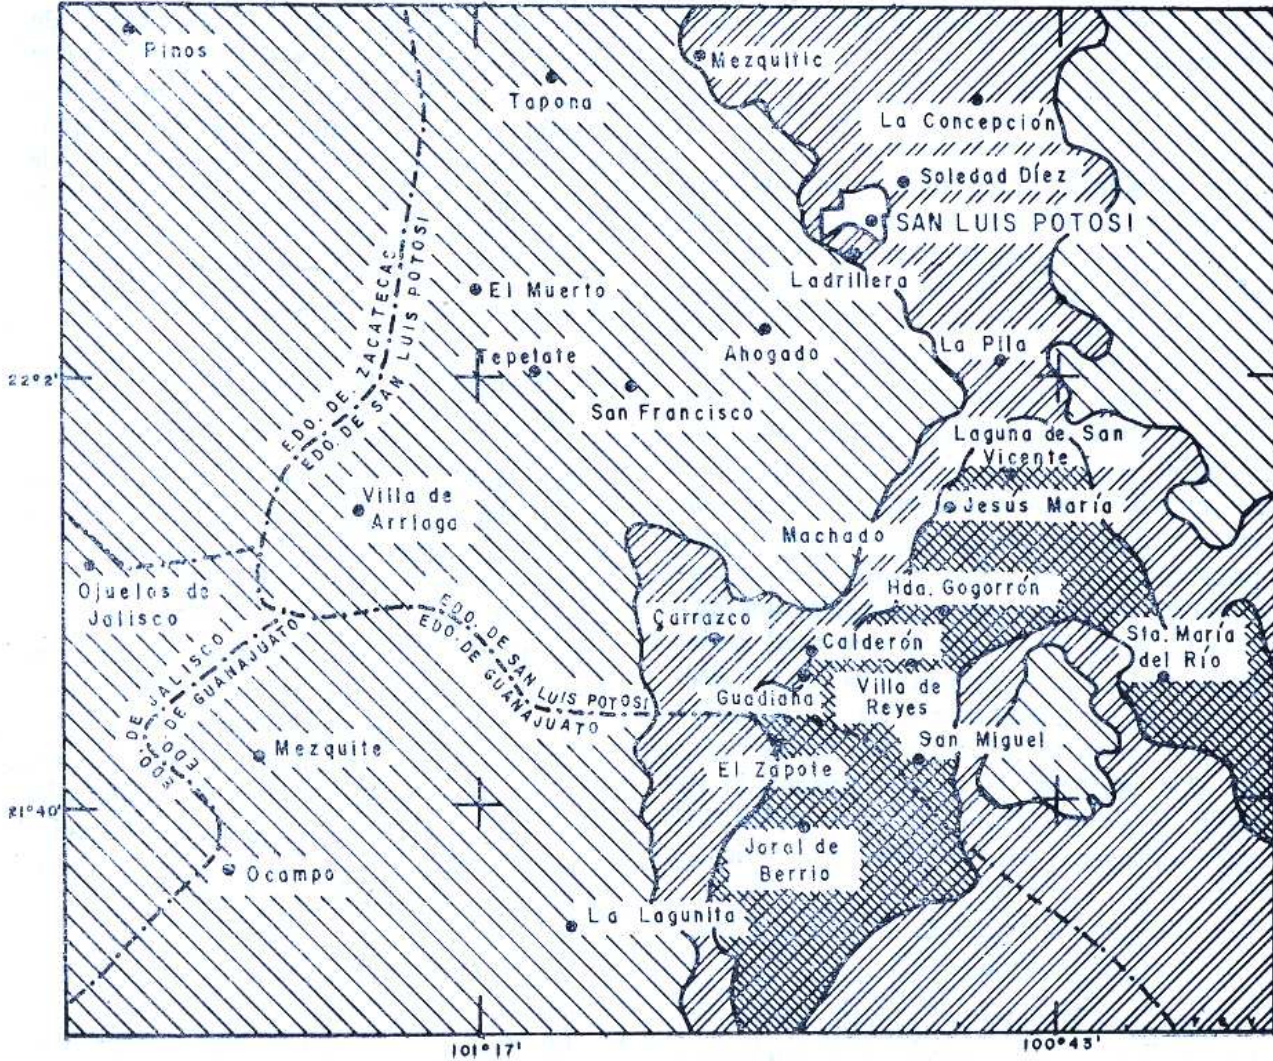 Pinos
Mezquitic
Tapona
La Concepción
Soledad Díez
SAN LUIS POTOSI
Ladrillera
EDO. DE ZACATECAS
EDO. DE SAN LUIS POTOSI
El Muerto
Ahogado
La Pila
Tepetate
22°2'
San Francisco
Laguna de San
Vicente
Villa de
Arriaga
Jesús María
Machado
Ojuelos de
Jalisco
Hda. Gogorrón
Carrazco
Calderón
Sta. María
del Río
EDO. DE SAN LUIS POTOSI
EDO. DE GUANAJUATO
EDO. DE JALISCO
EDO. DE GUANAJUATO
Guadiana
Villa de
Reyes
Mezquite
San Miguel
El Zapote
21°40'
Jaral de
Berrio
Ocampo
La Lagunita
101°17'
100°43'